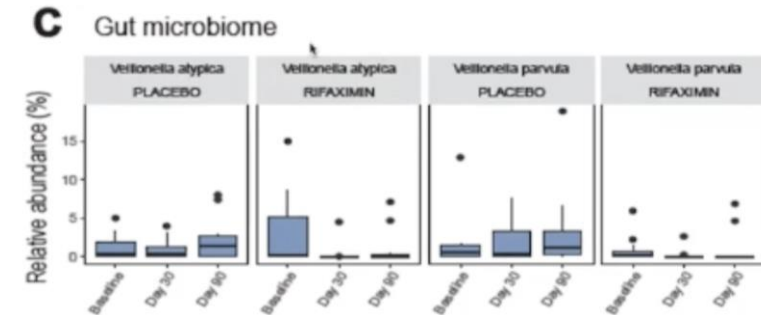 C Gut microbiome
Veillonella atypica
PLACEBO
Veillonella atypica
RIFAXIMIN
Veillonella parvula
PLACEBO
Veillonella parvula
RIFAXIMIN
Relative abundance (%)
15
10
5
0
Baseline Day 30 Day 90
Baseline Day 30 Day 90
Baseline Day 30 Day 90
Baseline Day 30 Day 90